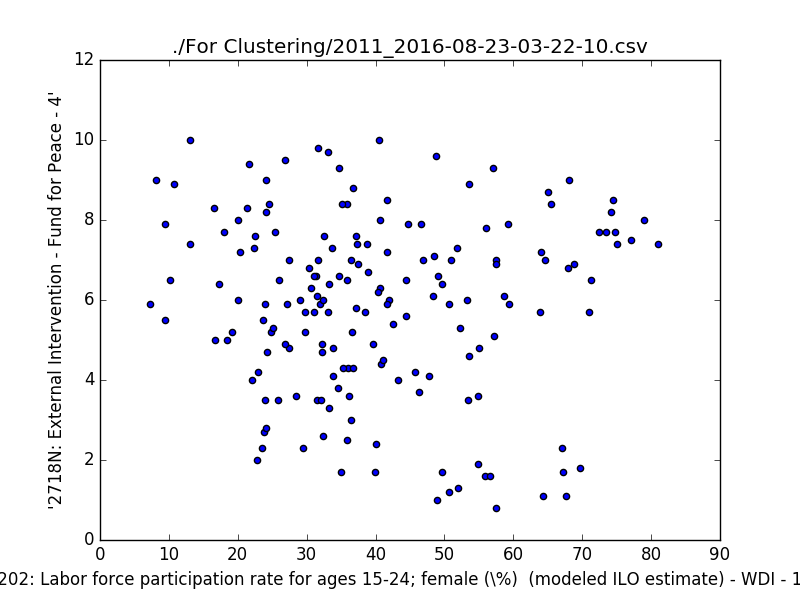 ./For Clustering/2011_2016-08-23-03-22-10.csv
12
10
8
6
4
2
0
'2718N: External Intervention - Fund for Peace - 4'
0 10 20 30 40 50 60 70 80 90
202: Labor force participation rate for ages 15-24; female (\%)  (modeled ILO estimate) - WDI - 1